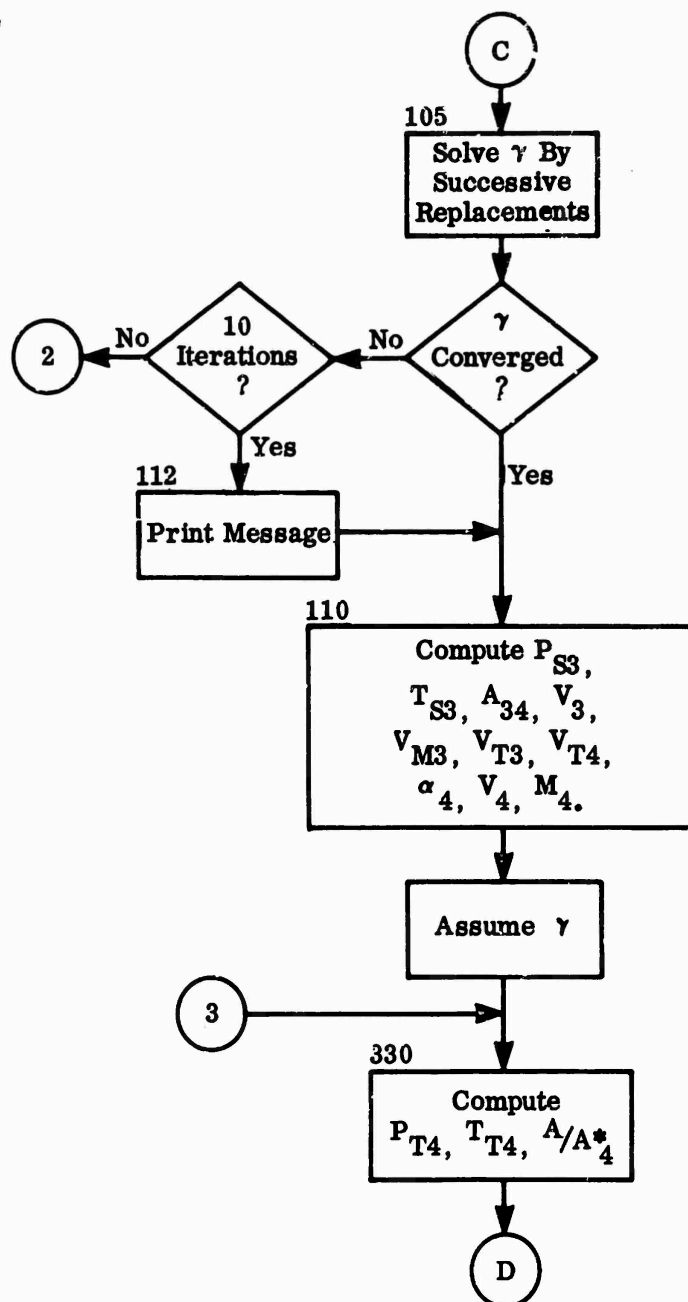 C
105
Solve γ By
Successive
Replacements
γ
Converged
?
No
10
Iterations
?
No
2
Yes
112
Print Message
Yes
110
Compute P_S3,
T_S3, A_34, V_3,
V_M3, V_T3, V_T4,
α_4, V_4, M_4.
Assume γ
3
330
Compute
P_T4, T_T4, A/A*_4
D